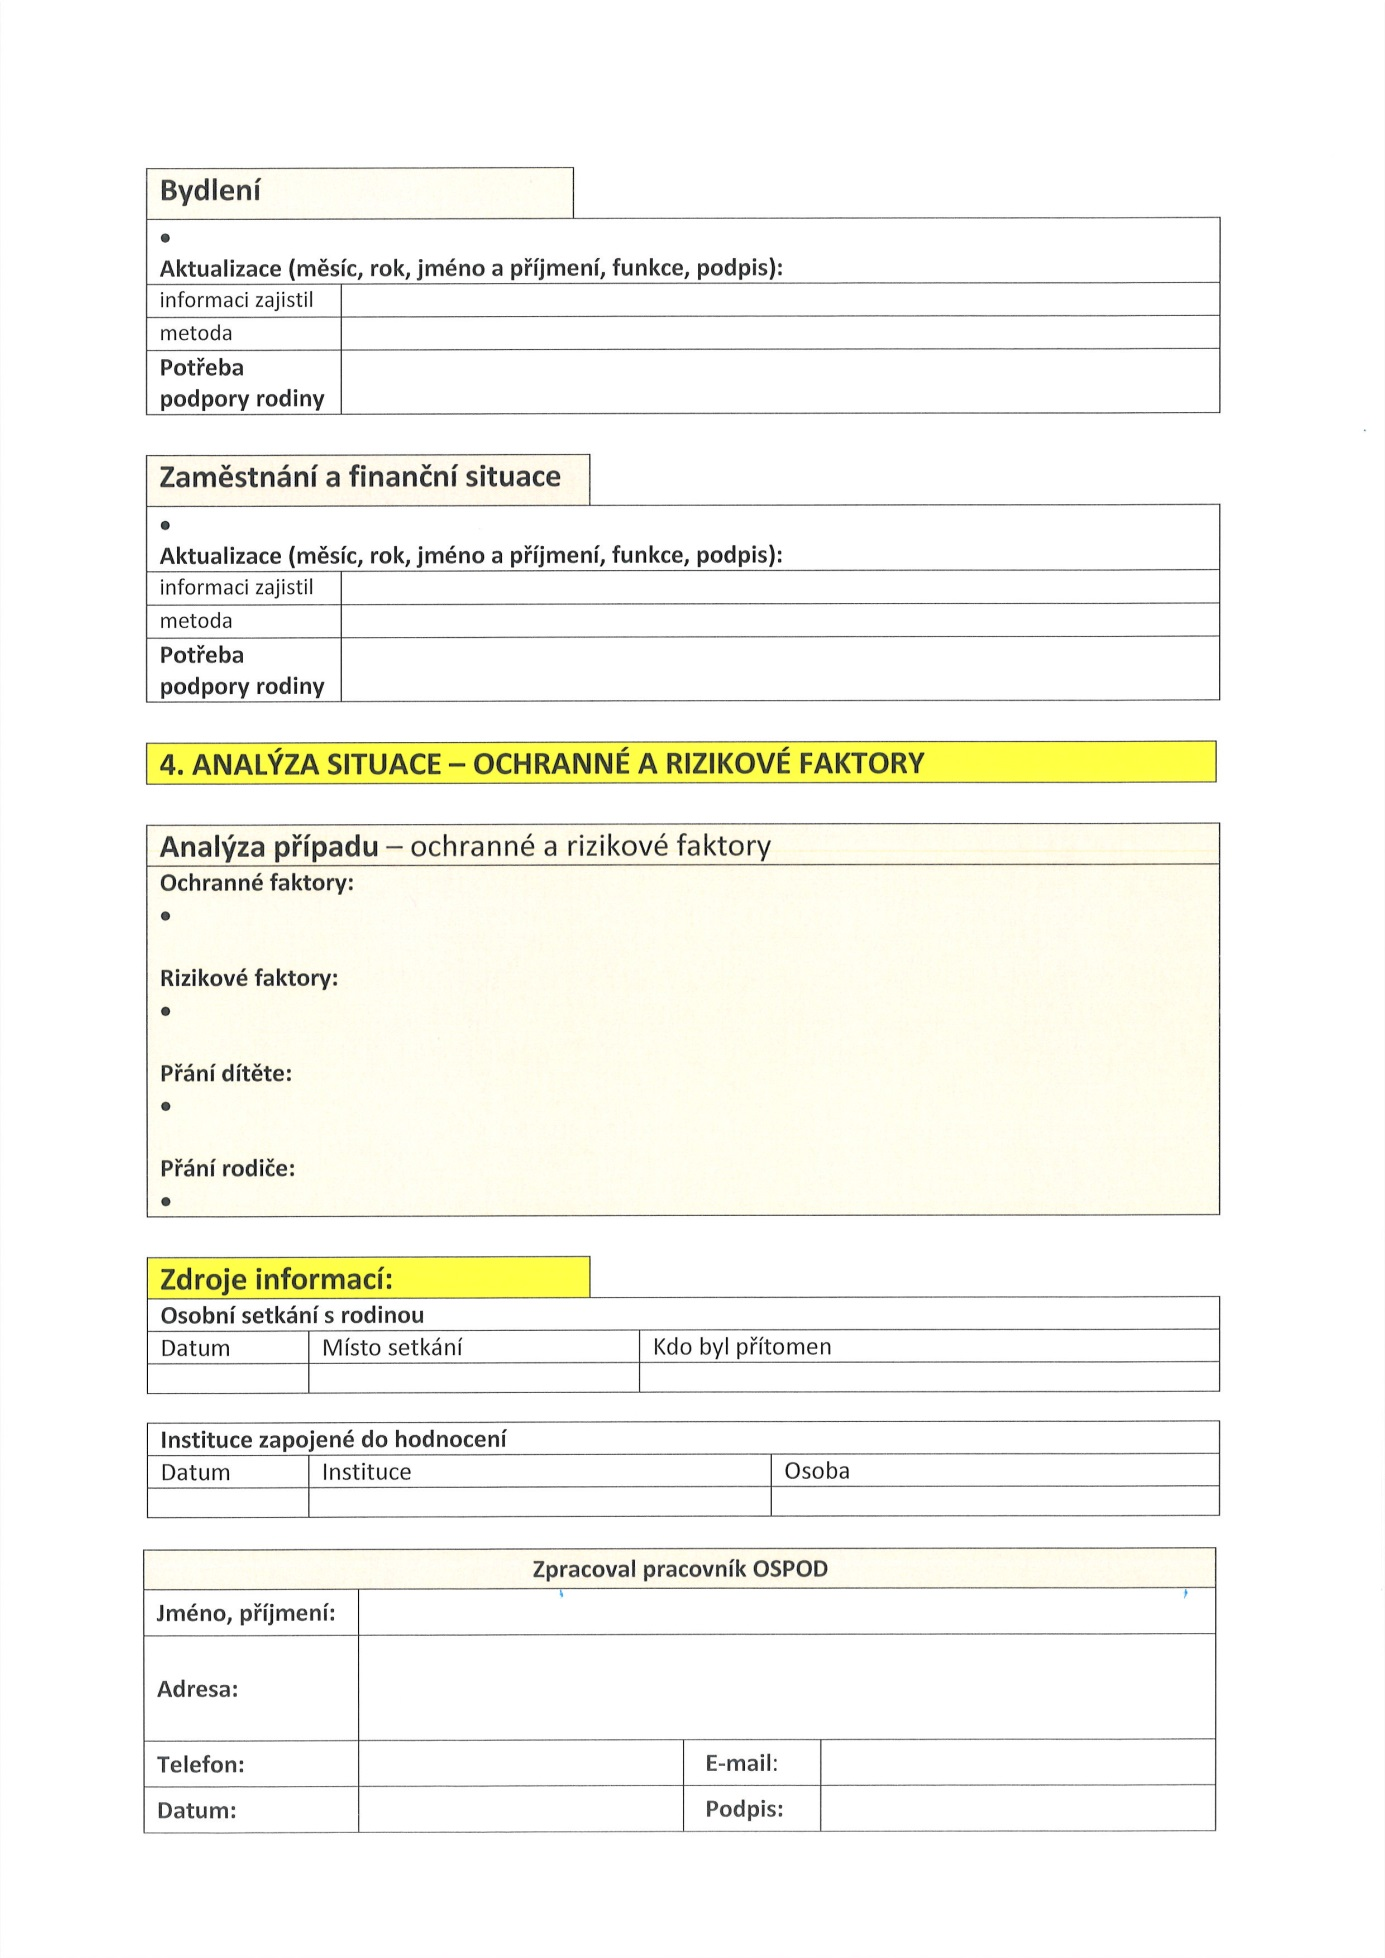 Bydlení
•
Aktualizace (měsíc, rok, jméno a příjmení, funkce, podpis):
informaci zajistil
metoda
Potřeba
podpory rodiny
Zaměstnání a finanční situace
•
Aktualizace (měsíc, rok, jméno a příjmení, funkce, podpis):
informaci zajistil
metoda
Potřeba
podpory rodiny
4. ANALÝZA SITUACE – OCHRANNÉ A RIZIKOVÉ FAKTORY
Analýza případu – ochranné a rizikové faktory
Ochranné faktory:
•
Rizikové faktory:
•
Přání dítěte:
•
Přání rodiče:
•
Zdroje informací:
Osobní setkání s rodinou
Datum Místo setkání Kdo byl přítomen
Instituce zapojené do hodnocení
Datum Instituce Osoba
Zpracoval pracovník OSPOD
Jméno, příjmení:
Adresa:
Telefon: E-mail:
Datum: Podpis: